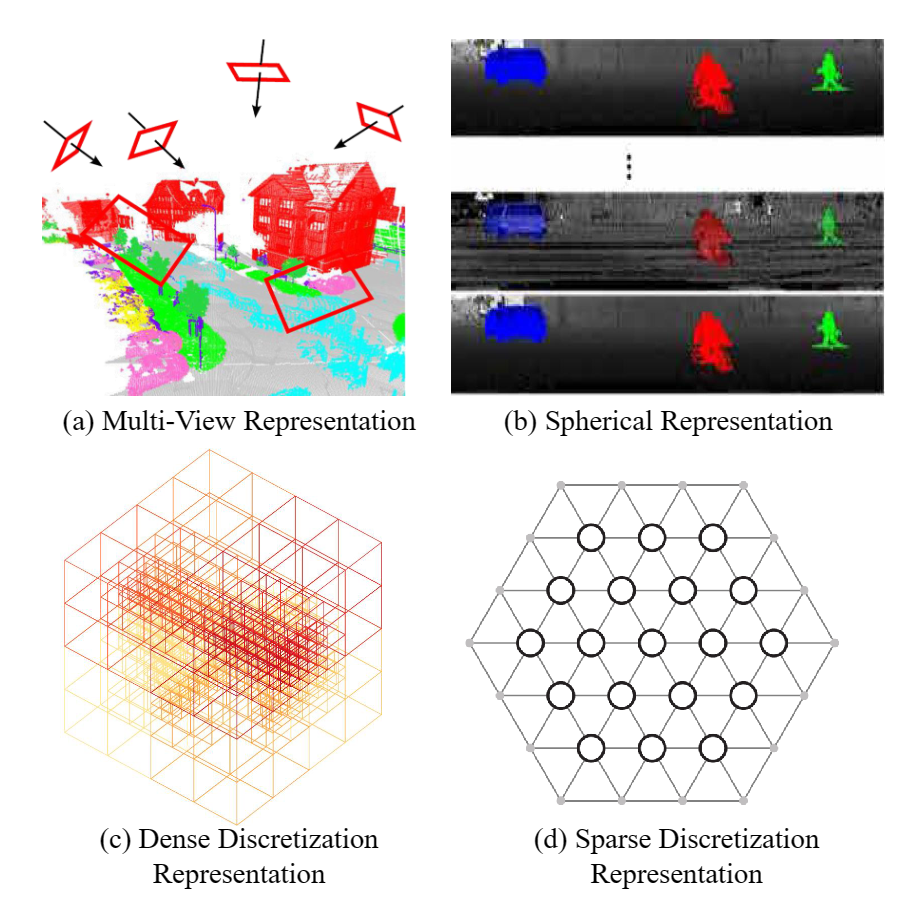 (a) Multi-View Representation
(b) Spherical Representation
(c) Dense Discretization
Representation
(d) Sparse Discretization
Representation